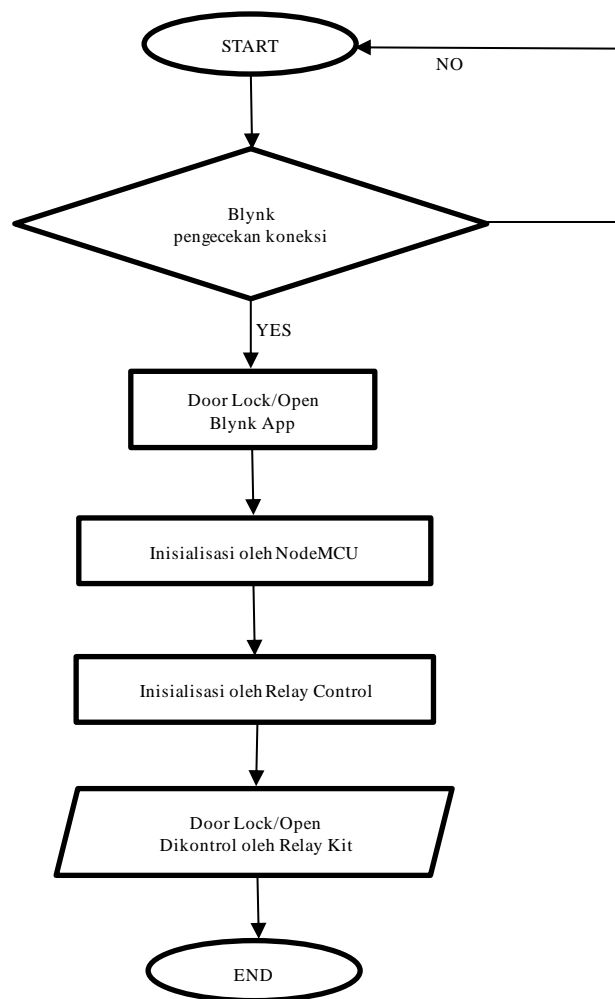 START
NO
Blynk
pengecekan koneksi
YES
Door Lock/Open
Blynk App
Inisialisasi oleh NodeMCU
Inisialisasi oleh Relay Control
Door Lock/Open
Dikontrol oleh Relay Kit
END